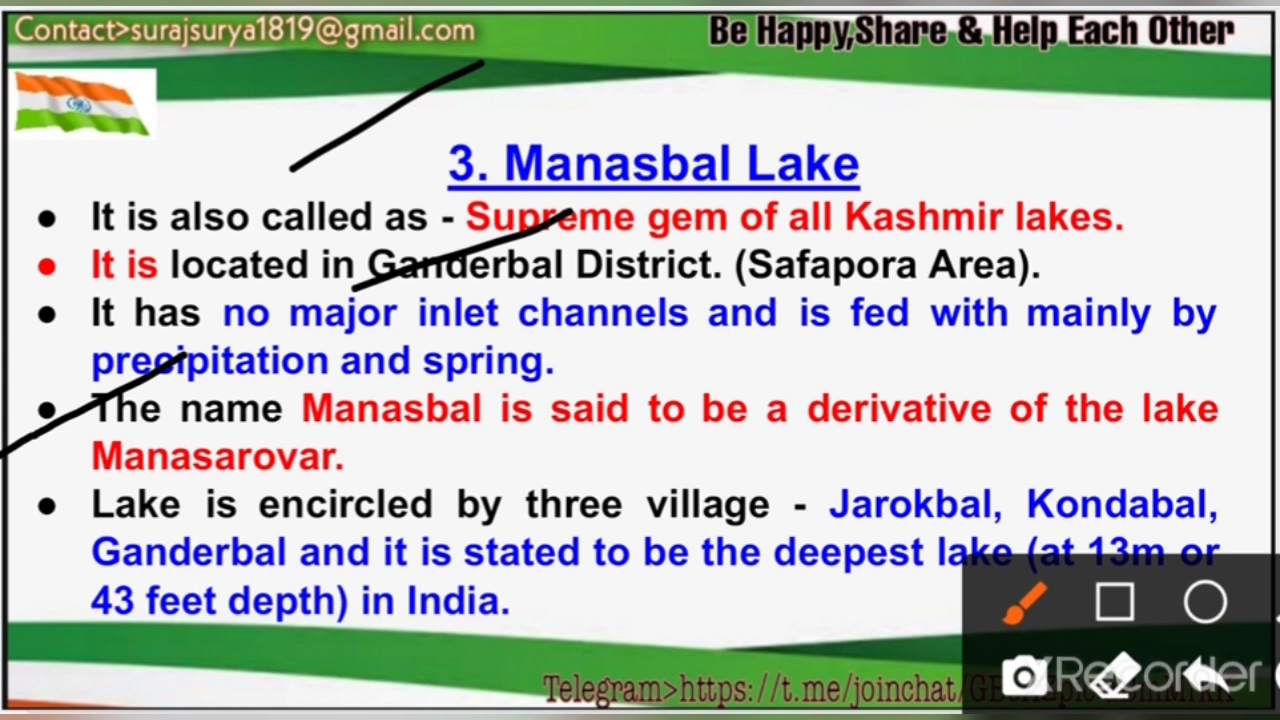 Contact>surajsurya1819@gmail.com
Be Happy,Share & Help Each Other
3. Manasbal Lake
● It is also called as - Supreme gem of all Kashmir lakes.
● It is located in Ganderbal District. (Safapora Area).
● It has no major inlet channels and is fed with mainly by
precipitation and spring.
● The name Manasbal is said to be a derivative of the lake
Manasarovar.
● Lake is encircled by three village - Jarokbal, Kondabal,
Ganderbal and it is stated to be the deepest lake (at 13m or
43 feet depth) in India.
XRecorder
Telegram>https://t.me/joinchat/